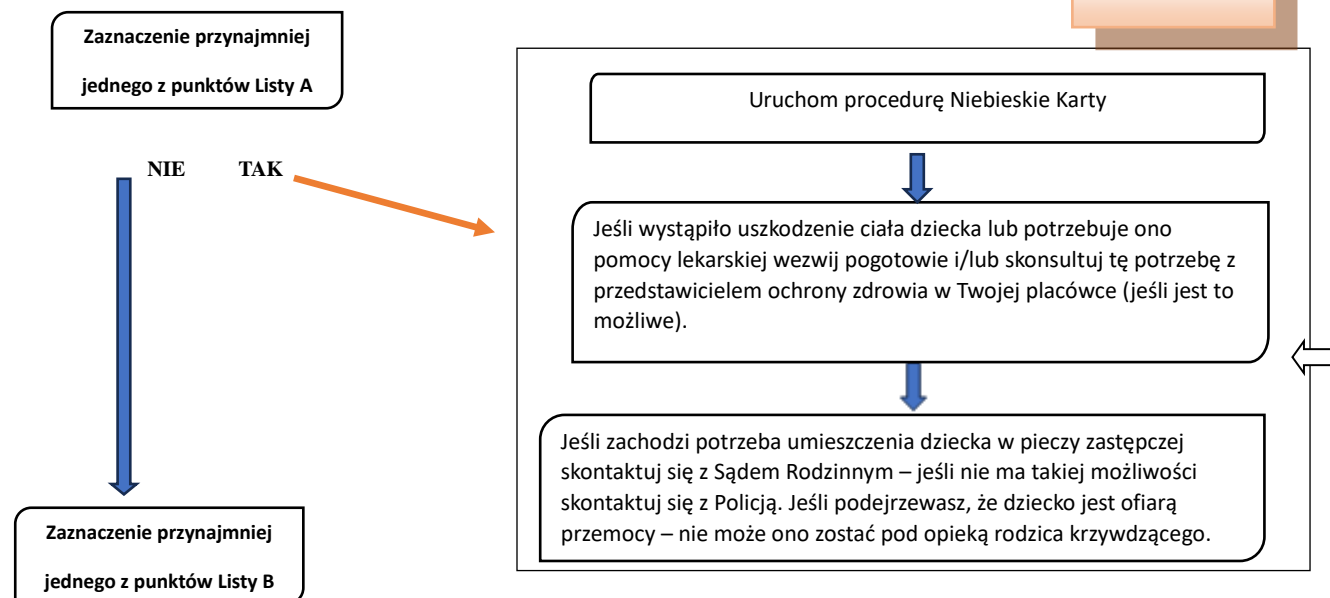 Zaznaczenie przynajmniej
jednego z punktów Listy A
NIE TAK
Uruchom procedurę Niebieskie Karty
Jeśli wystąpiło uszkodzenie ciała dziecka lub potrzebuje ono
pomocy lekarskiej wezwij pogotowie i/lub skonsultuj tę potrzebę z
przedstawicielem ochrony zdrowia w Twojej placówce (jeśli jest to
możliwe).
Jeśli zachodzi potrzeba umieszczenia dziecka w pieczy zastępczej
skontaktuj się z Sądem Rodzinnym – jeśli nie ma takiej możliwości
skontaktuj się z Policją. Jeśli podejrzewasz, że dziecko jest ofiarą
przemocy – nie może ono zostać pod opieką rodzica krzywdzącego.
Zaznaczenie przynajmniej
jednego z punktów Listy B